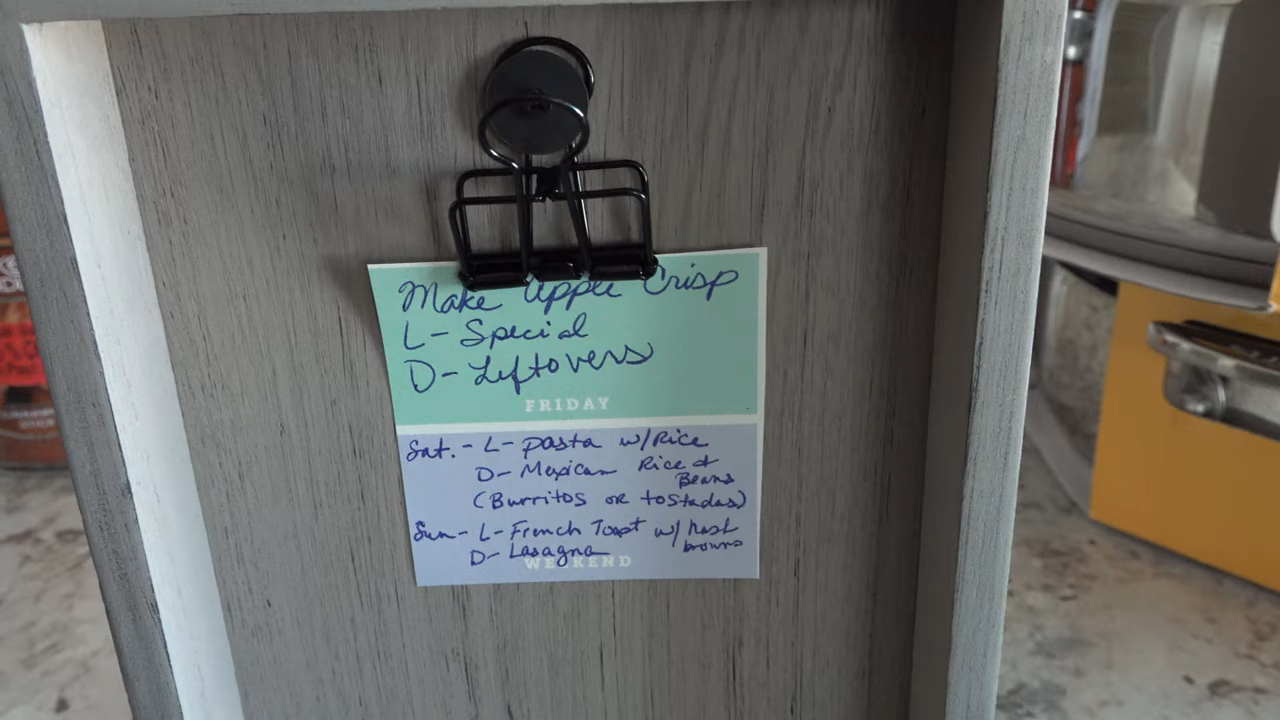 Make Apple Crisp
L- Special
D- Leftovers
FRIDAY
Sat. - L- pasta w/Rice
D- Mexican Rice &
Beans
(Burritos OR tostadas)
Sun - L- French Toast w/ hash
browns
D- Lasagna
WEEKEND